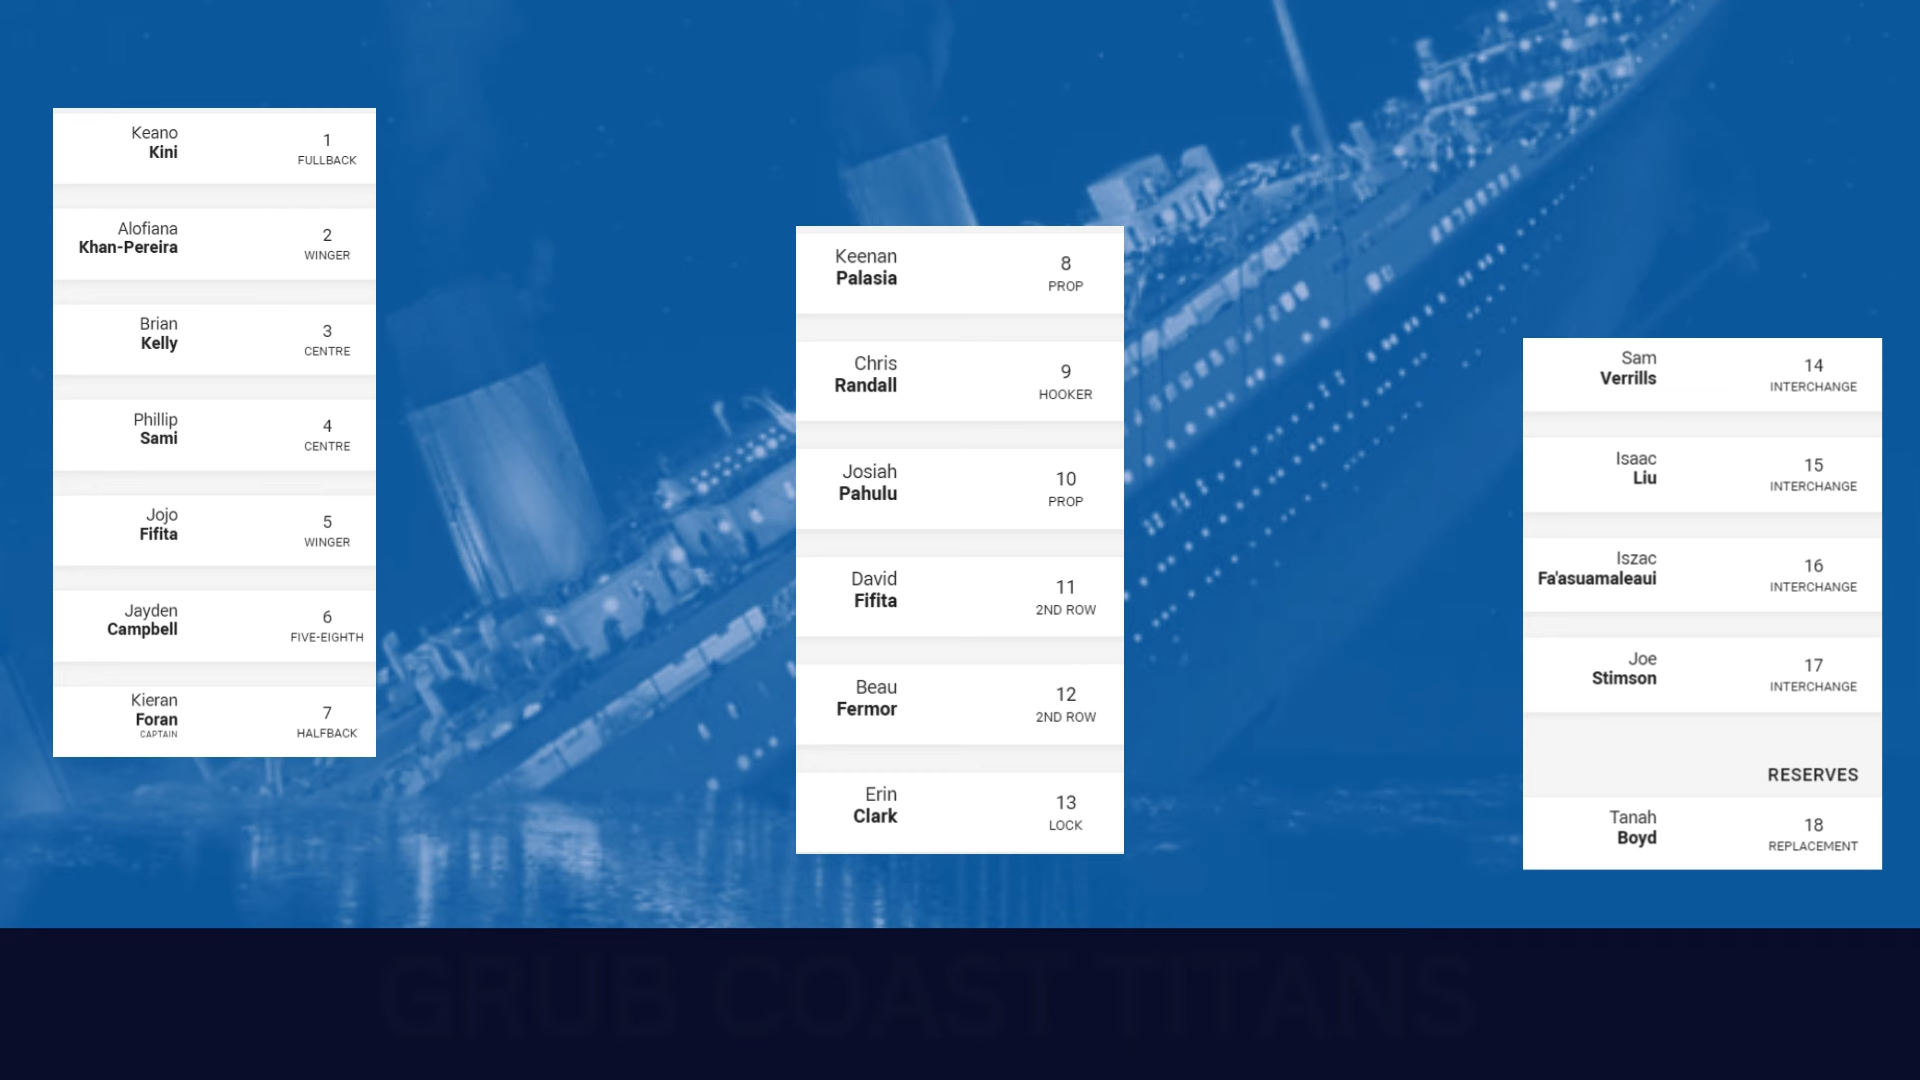 Keano
Kini
1
FULLBACK
Alofiana
Khan-Pereira
2
WINGER
Brian
Kelly
3
CENTRE
Phillip
Sami
4
CENTRE
Jojo
Fifita
5
WINGER
Jayden
Campbell
6
FIVE-EIGHTH
Kieran
Foran
CAPTAIN
7
HALFBACK
Keenan
Palasia
8
PROP
Chris
Randall
9
HOOKER
Josiah
Pahulu
10
PROP
David
Fifita
11
2ND ROW
Beau
Fermor
12
2ND ROW
Erin
Clark
13
LOCK
Sam
Verrills
14
INTERCHANGE
Isaac
Liu
15
INTERCHANGE
Iszac
Fa'asuamaleaui
16
INTERCHANGE
Joe
Stimson
17
INTERCHANGE
RESERVES
Tanah
Boyd
18
REPLACEMENT
GRUB COAST TITANS